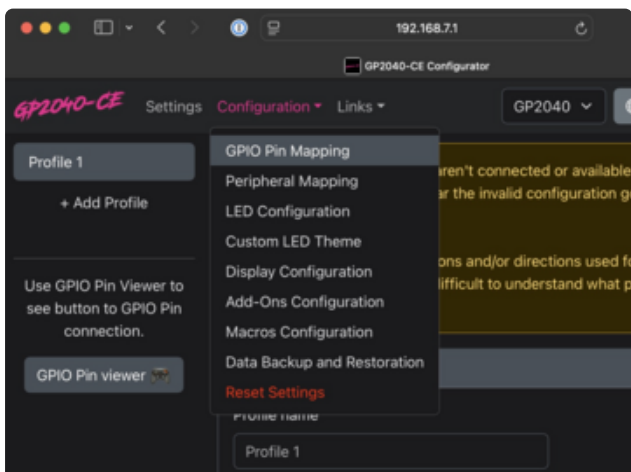 192.168.7.1
GP2040-CE Configurator
GP2040-CE Settings Configuration Links GP2040
Profile 1
+ Add Profile
Use GPIO Pin Viewer to
see button to GPIO Pin
connection.
GPIO Pin viewer
GPIO Pin Mapping
Peripheral Mapping
LED Configuration
Custom LED Theme
Display Configuration
Add-Ons Configuration
Macros Configuration
Data Backup and Restoration
Reset Settings
aren't connected or available
ar the invalid configuration
ons and/or directions used
difficult to understand what
Profile name
Profile 1